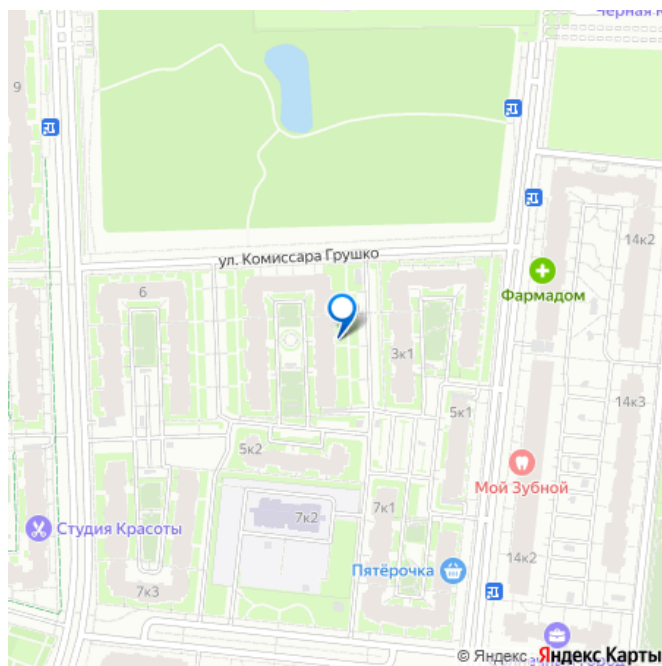 Черная К
9
14к2
ул. Комиссара Грушко
Фармадом
6
3к1
14к3
5к1
5к2
Мой Зубной
7к1
7к2
Студия Красоты
14к2
Пятёрочка
7к3
© Яндекс Яндекс Карты